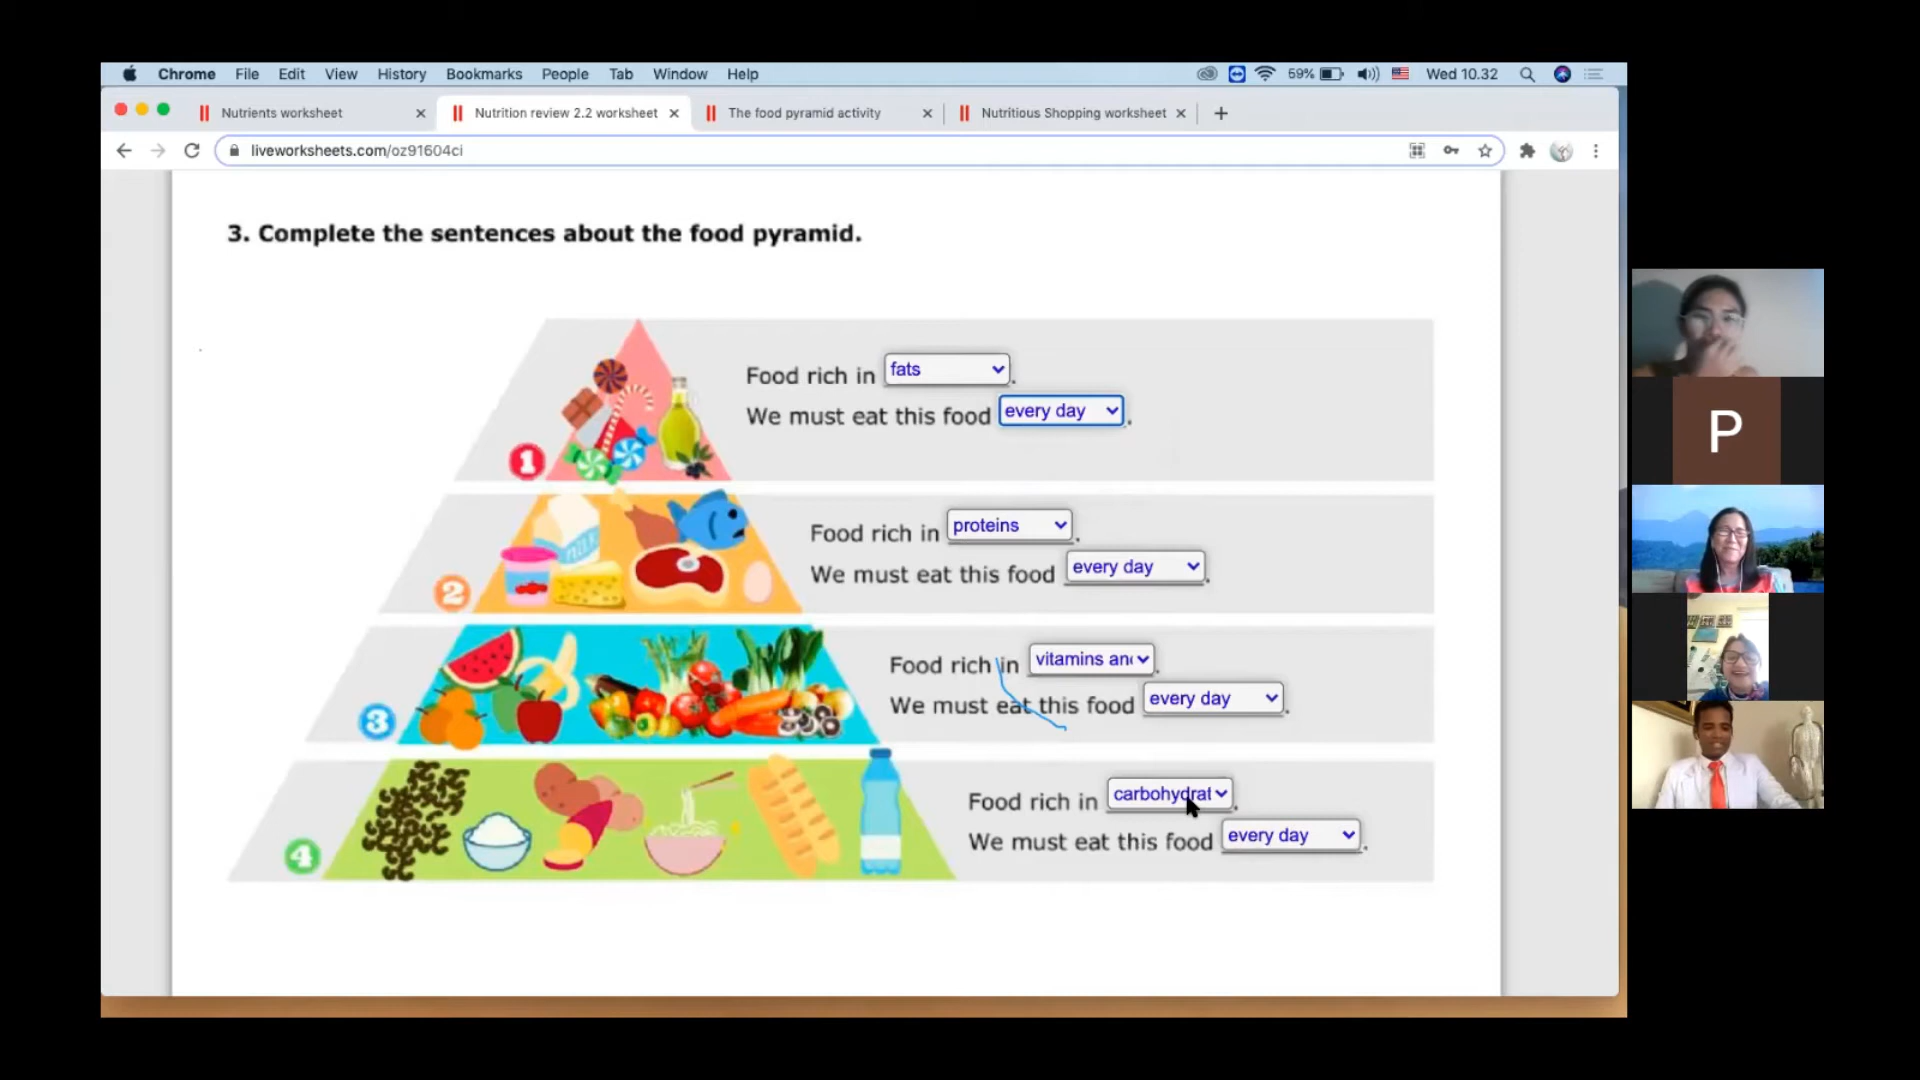 Chrome File Edit View History Bookmarks People Tab Window Help 59% Wed 10.32
Nutrients worksheet
Nutrition review 2.2 worksheet
The food pyramid activity
Nutritious Shopping worksheet
liveworksheets.com/oz91604ci
3. Complete the sentences about the food pyramid.
1
Food rich in fats.
We must eat this food every day.
2
milk
Food rich in proteins.
We must eat this food every day.
3
Food rich in vitamins an.
We must eat this food every day.
4
Food rich in carbohydrat.
We must eat this food every day.
P